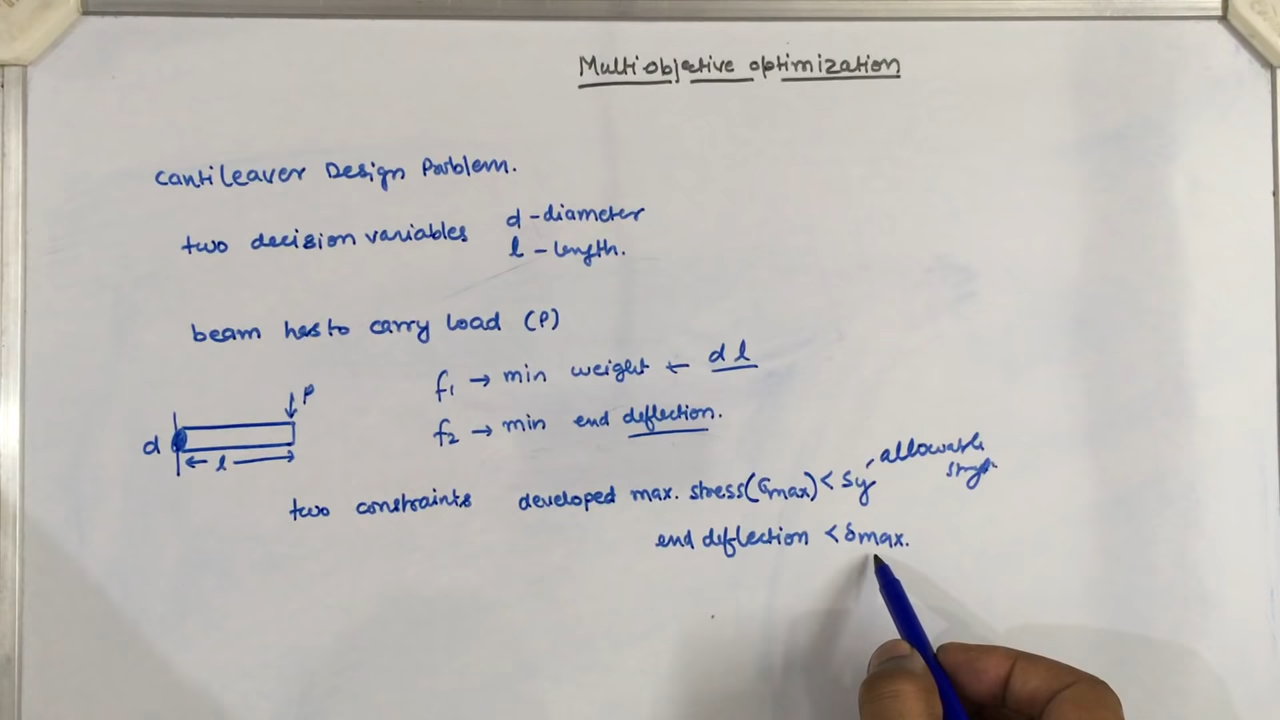 Multiobjective optimization
Cantileaver Design Problem.
two decision variables d - diameter
l - length.
beam has to carry load (P)
f1 → min weight ← d l
f2 → min end deflection.
P
d
l
two constraints developed max. stress (σmax) < Sy, allowable
end deflection < δmax.